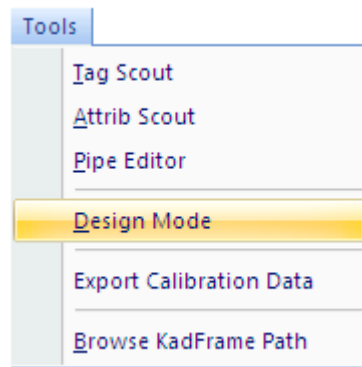 Tools
Tag Scout
Attrib Scout
Pipe Editor
Design Mode
Export Calibration Data
Browse KadFrame Path